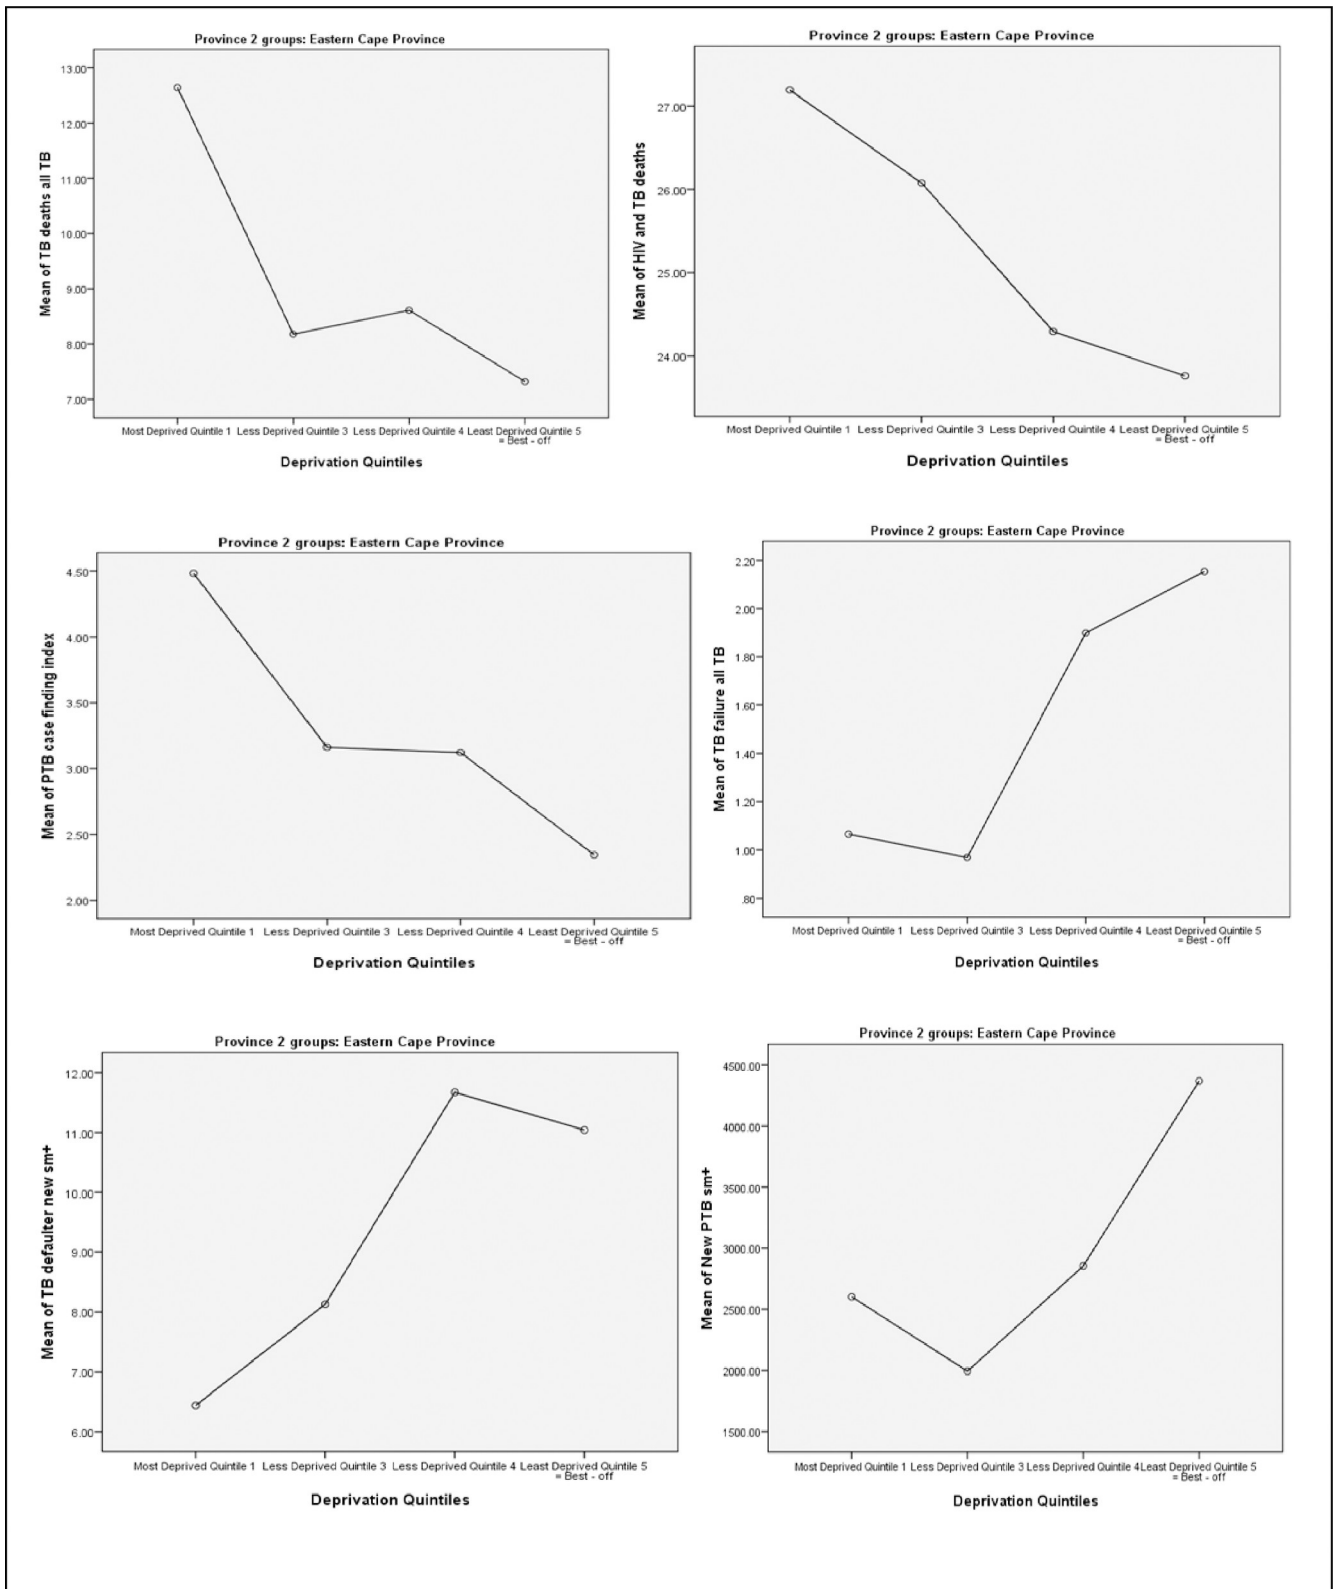 Province 2 groups: Eastern Cape Province
Mean of TB deaths all TB
13.00
12.00
11.00
10.00
9.00
8.00
7.00
Most Deprived Quintile 1 Less Deprived Quintile 3 Less Deprived Quintile 4 Least Deprived Quintile 5
= Best - off
Deprivation Quintiles
Province 2 groups: Eastern Cape Province
Mean of HIV and TB deaths
27.00
26.00
25.00
24.00
Most Deprived Quintile 1 Less Deprived Quintile 3 Less Deprived Quintile 4 Least Deprived Quintile 5
= Best - off
Deprivation Quintiles
Province 2 groups: Eastern Cape Province
Mean of PTB case finding index
4.50
4.00
3.50
3.00
2.50
2.00
Most Deprived Quintile 1 Less Deprived Quintile 3 Less Deprived Quintile 4 Least Deprived Quintile 5
= Best - off
Deprivation Quintiles
Province 2 groups: Eastern Cape Province
Mean of TB failure all TB
2.20
2.00
1.80
1.60
1.40
1.20
1.00
.80
Most Deprived Quintile 1 Less Deprived Quintile 3 Less Deprived Quintile 4 Least Deprived Quintile 5
= Best - off
Deprivation Quintiles
Province 2 groups: Eastern Cape Province
Mean of TB defaulter new sm+
12.00
11.00
10.00
9.00
8.00
7.00
6.00
Most Deprived Quintile 1 Less Deprived Quintile 3 Less Deprived Quintile 4 Least Deprived Quintile 5
= Best - off
Deprivation Quintiles
Province 2 groups: Eastern Cape Province
Mean of New PTB sm+
4500.00
4000.00
3500.00
3000.00
2500.00
2000.00
1500.00
Most Deprived Quintile 1 Less Deprived Quintile 3 Less Deprived Quintile 4 Least Deprived Quintile 5
= Best - off
Deprivation Quintiles